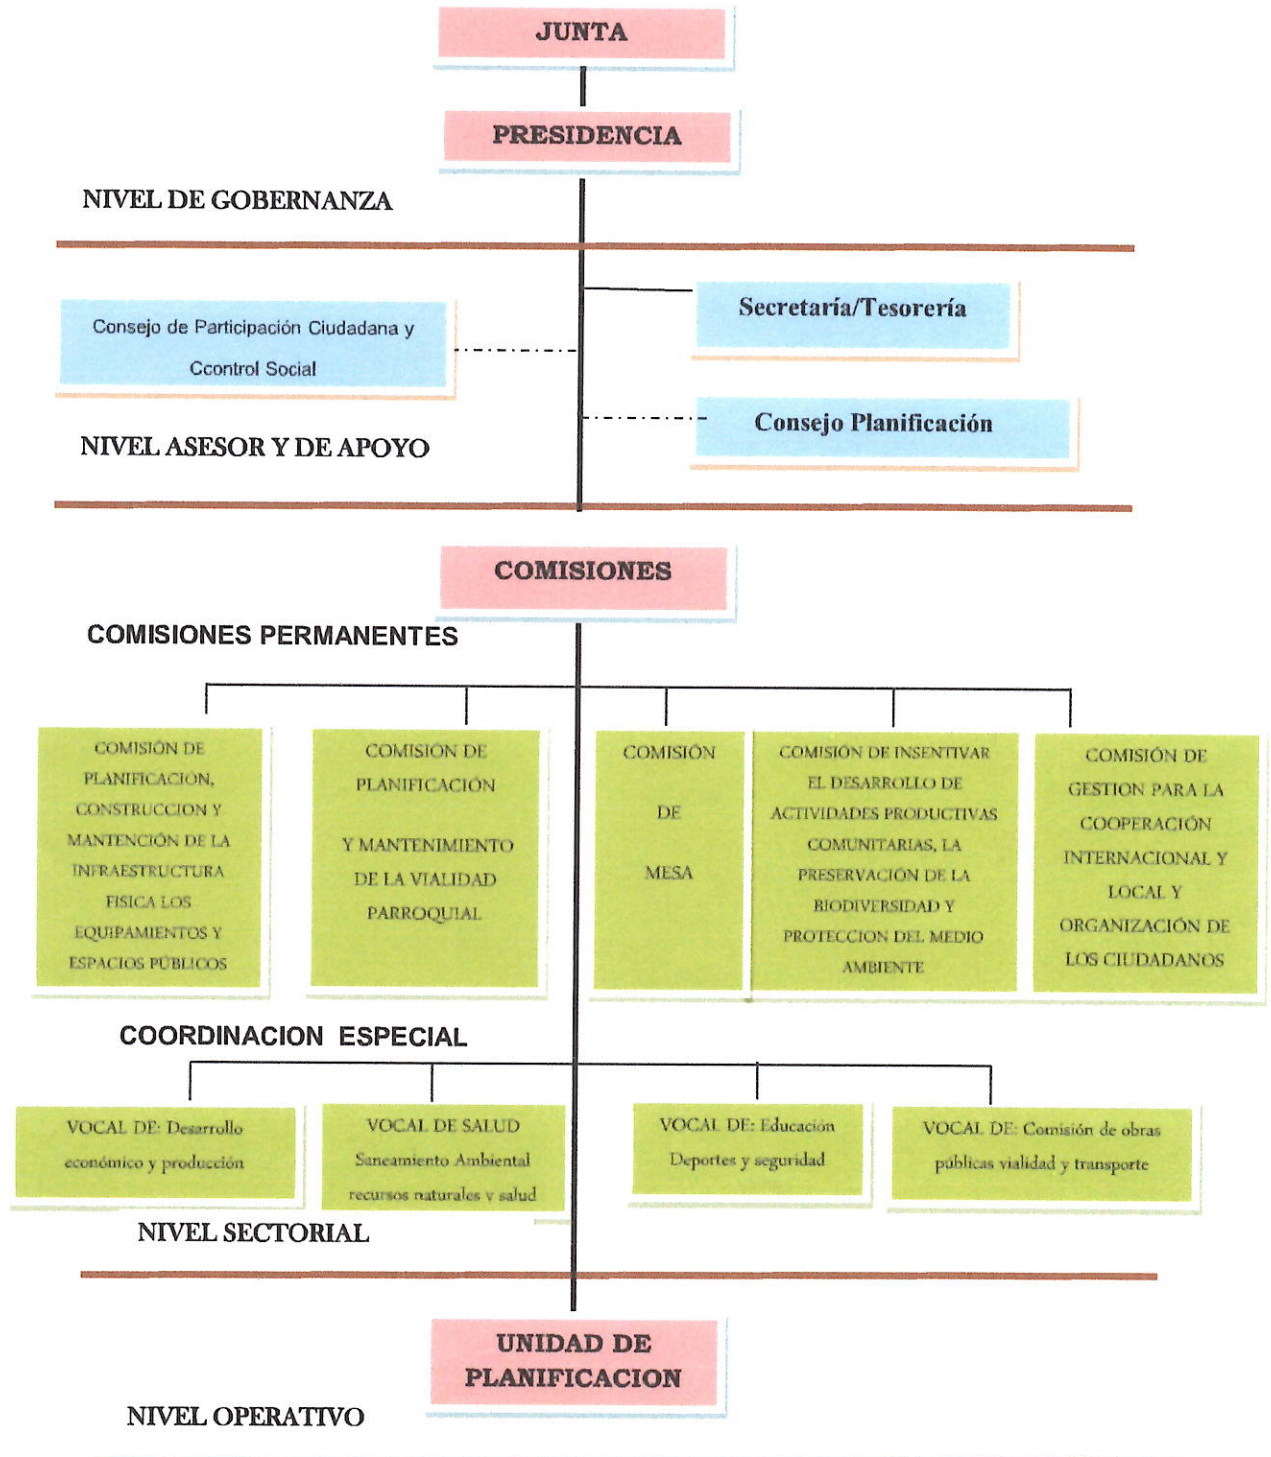 JUNTA
PRESIDENCIA
NIVEL DE GOBERNANZA
Secretaría/Tesorería
Consejo de Participación Ciudadana y
Ccontrol Social
Consejo Planificación
NIVEL ASESOR Y DE APOYO
COMISIONES
COMISIONES PERMANENTES
COMISIÓN DE
PLANIFICACIÓN,
CONSTRUCCION Y
MANTENCIÓN DE LA
INFRAESTRUCTURA
FISICA LOS
EQUIPAMIENTOS Y
ESPACIOS PÚBLICOS
COMISIÓN DE
PLANIFICACIÓN
Y MANTENIMIENTO
DE LA VIALIDAD
PARROQUIAL
COMISIÓN
DE
MESA
COMISIÓN DE INSENTIVAR
EL DESARROLLO DE
ACTIVIDADES PRODUCTIVAS
COMUNITARIAS, LA
PRESERVACIÓN DE LA
BIODIVERSIDAD Y
PROTECCION DEL MEDIO
AMBIENTE
COMISIÓN DE
GESTION PARA LA
COOPERACIÓN
INTERNACIONAL Y
LOCAL Y
ORGANIZACIÓN DE
LOS CIUDADANOS
COORDINACION ESPECIAL
VOCAL DE: Desarrollo
económico y producción
VOCAL DE SALUD
Saneamiento Ambiental
recursos naturales y salud
VOCAL DE: Educación
Deportes y seguridad
VOCAL DE: Comisión de obras
públicas vialidad y transporte
NIVEL SECTORIAL
UNIDAD DE
PLANIFICACION
NIVEL OPERATIVO